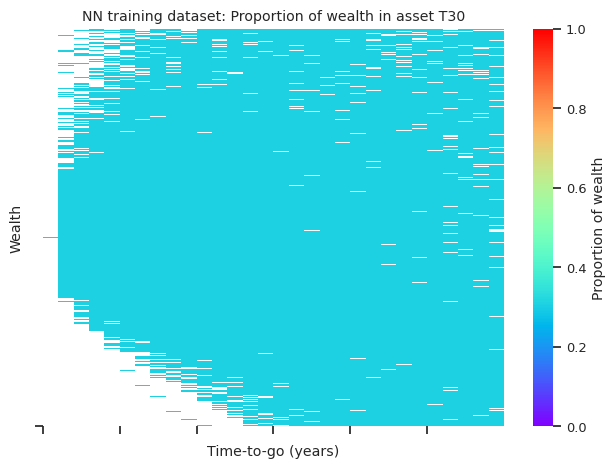 NN training dataset: Proportion of wealth in asset T30
Wealth
Time-to-go (years)
1.0
0.8
0.6
0.4
0.2
0.0
Proportion of wealth